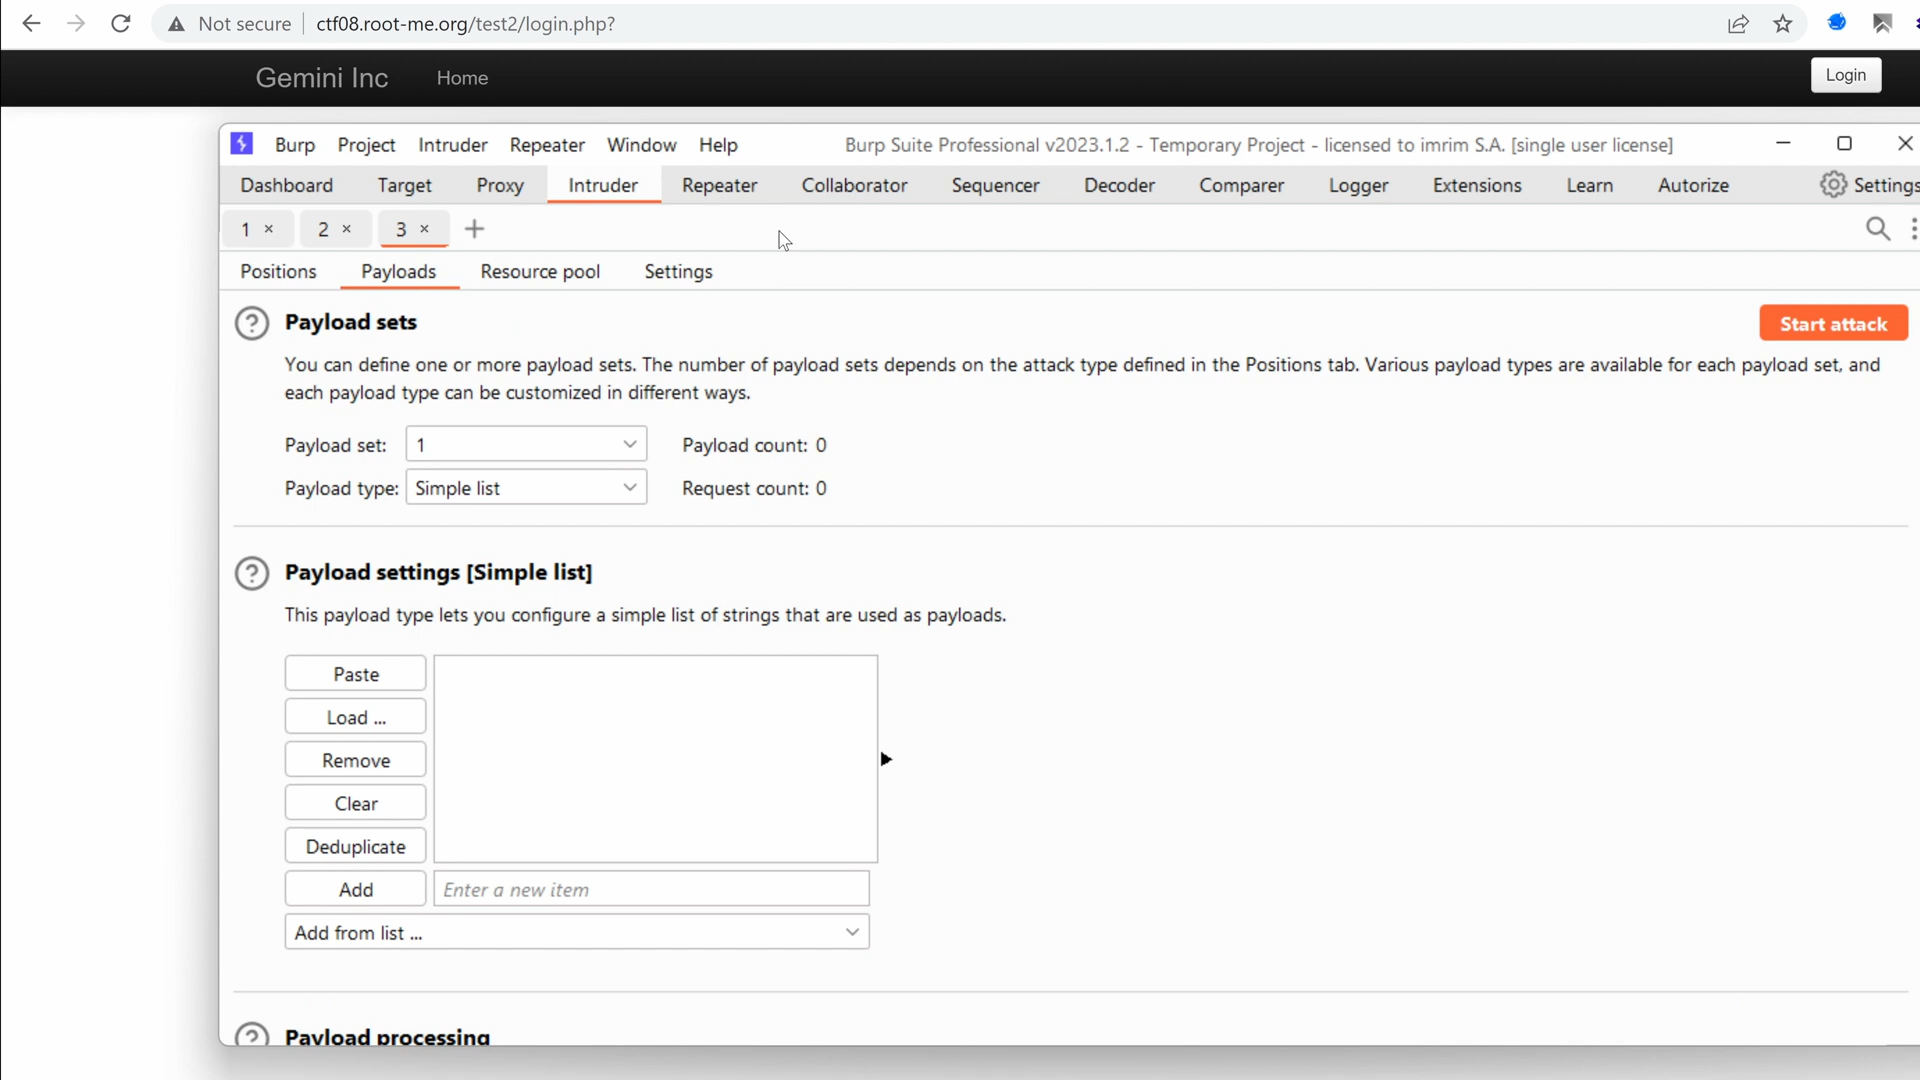 Not secure ctf08.root-me.org/test2/login.php?
Gemini Inc Home Login
Burp Project Intruder Repeater Window Help Burp Suite Professional v2023.1.2 - Temporary Project - licensed to imrim S.A. [single user license]
Dashboard Target Proxy Intruder Repeater Collaborator Sequencer Decoder Comparer Logger Extensions Learn Autorize Settings
1 × 2 × 3 × +
Positions Payloads Resource pool Settings
? Payload sets Start attack
You can define one or more payload sets. The number of payload sets depends on the attack type defined in the Positions tab. Various payload types are available for each payload set, and
each payload type can be customized in different ways.
Payload set: 1 Payload count: 0
Payload type: Simple list Request count: 0
? Payload settings [Simple list]
This payload type lets you configure a simple list of strings that are used as payloads.
Paste
Load ...
Remove
Clear
Deduplicate
Add Enter a new item
Add from list ...
? Payload processing